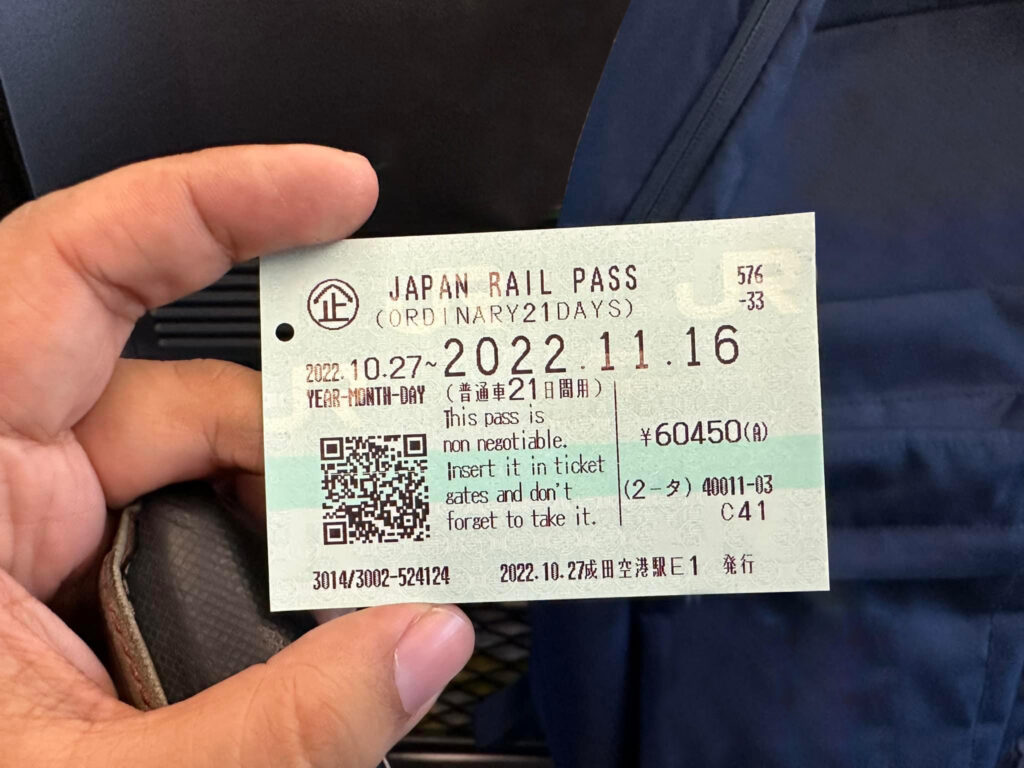 企 JAPAN RAIL PASS
576
-33
(ORDINARY21DAYS)
2022.10.27~2022.11.16
YEAR-MONTH-DAY
(普通車21日間用)
This pass is
non negotiable.
Insert it in ticket
gates and don't
forget to take it.
¥60450(A)
(2-タ) 40011-03
C41
3014/3002-524124
2022.10.27成田空港駅E1 発行
JR